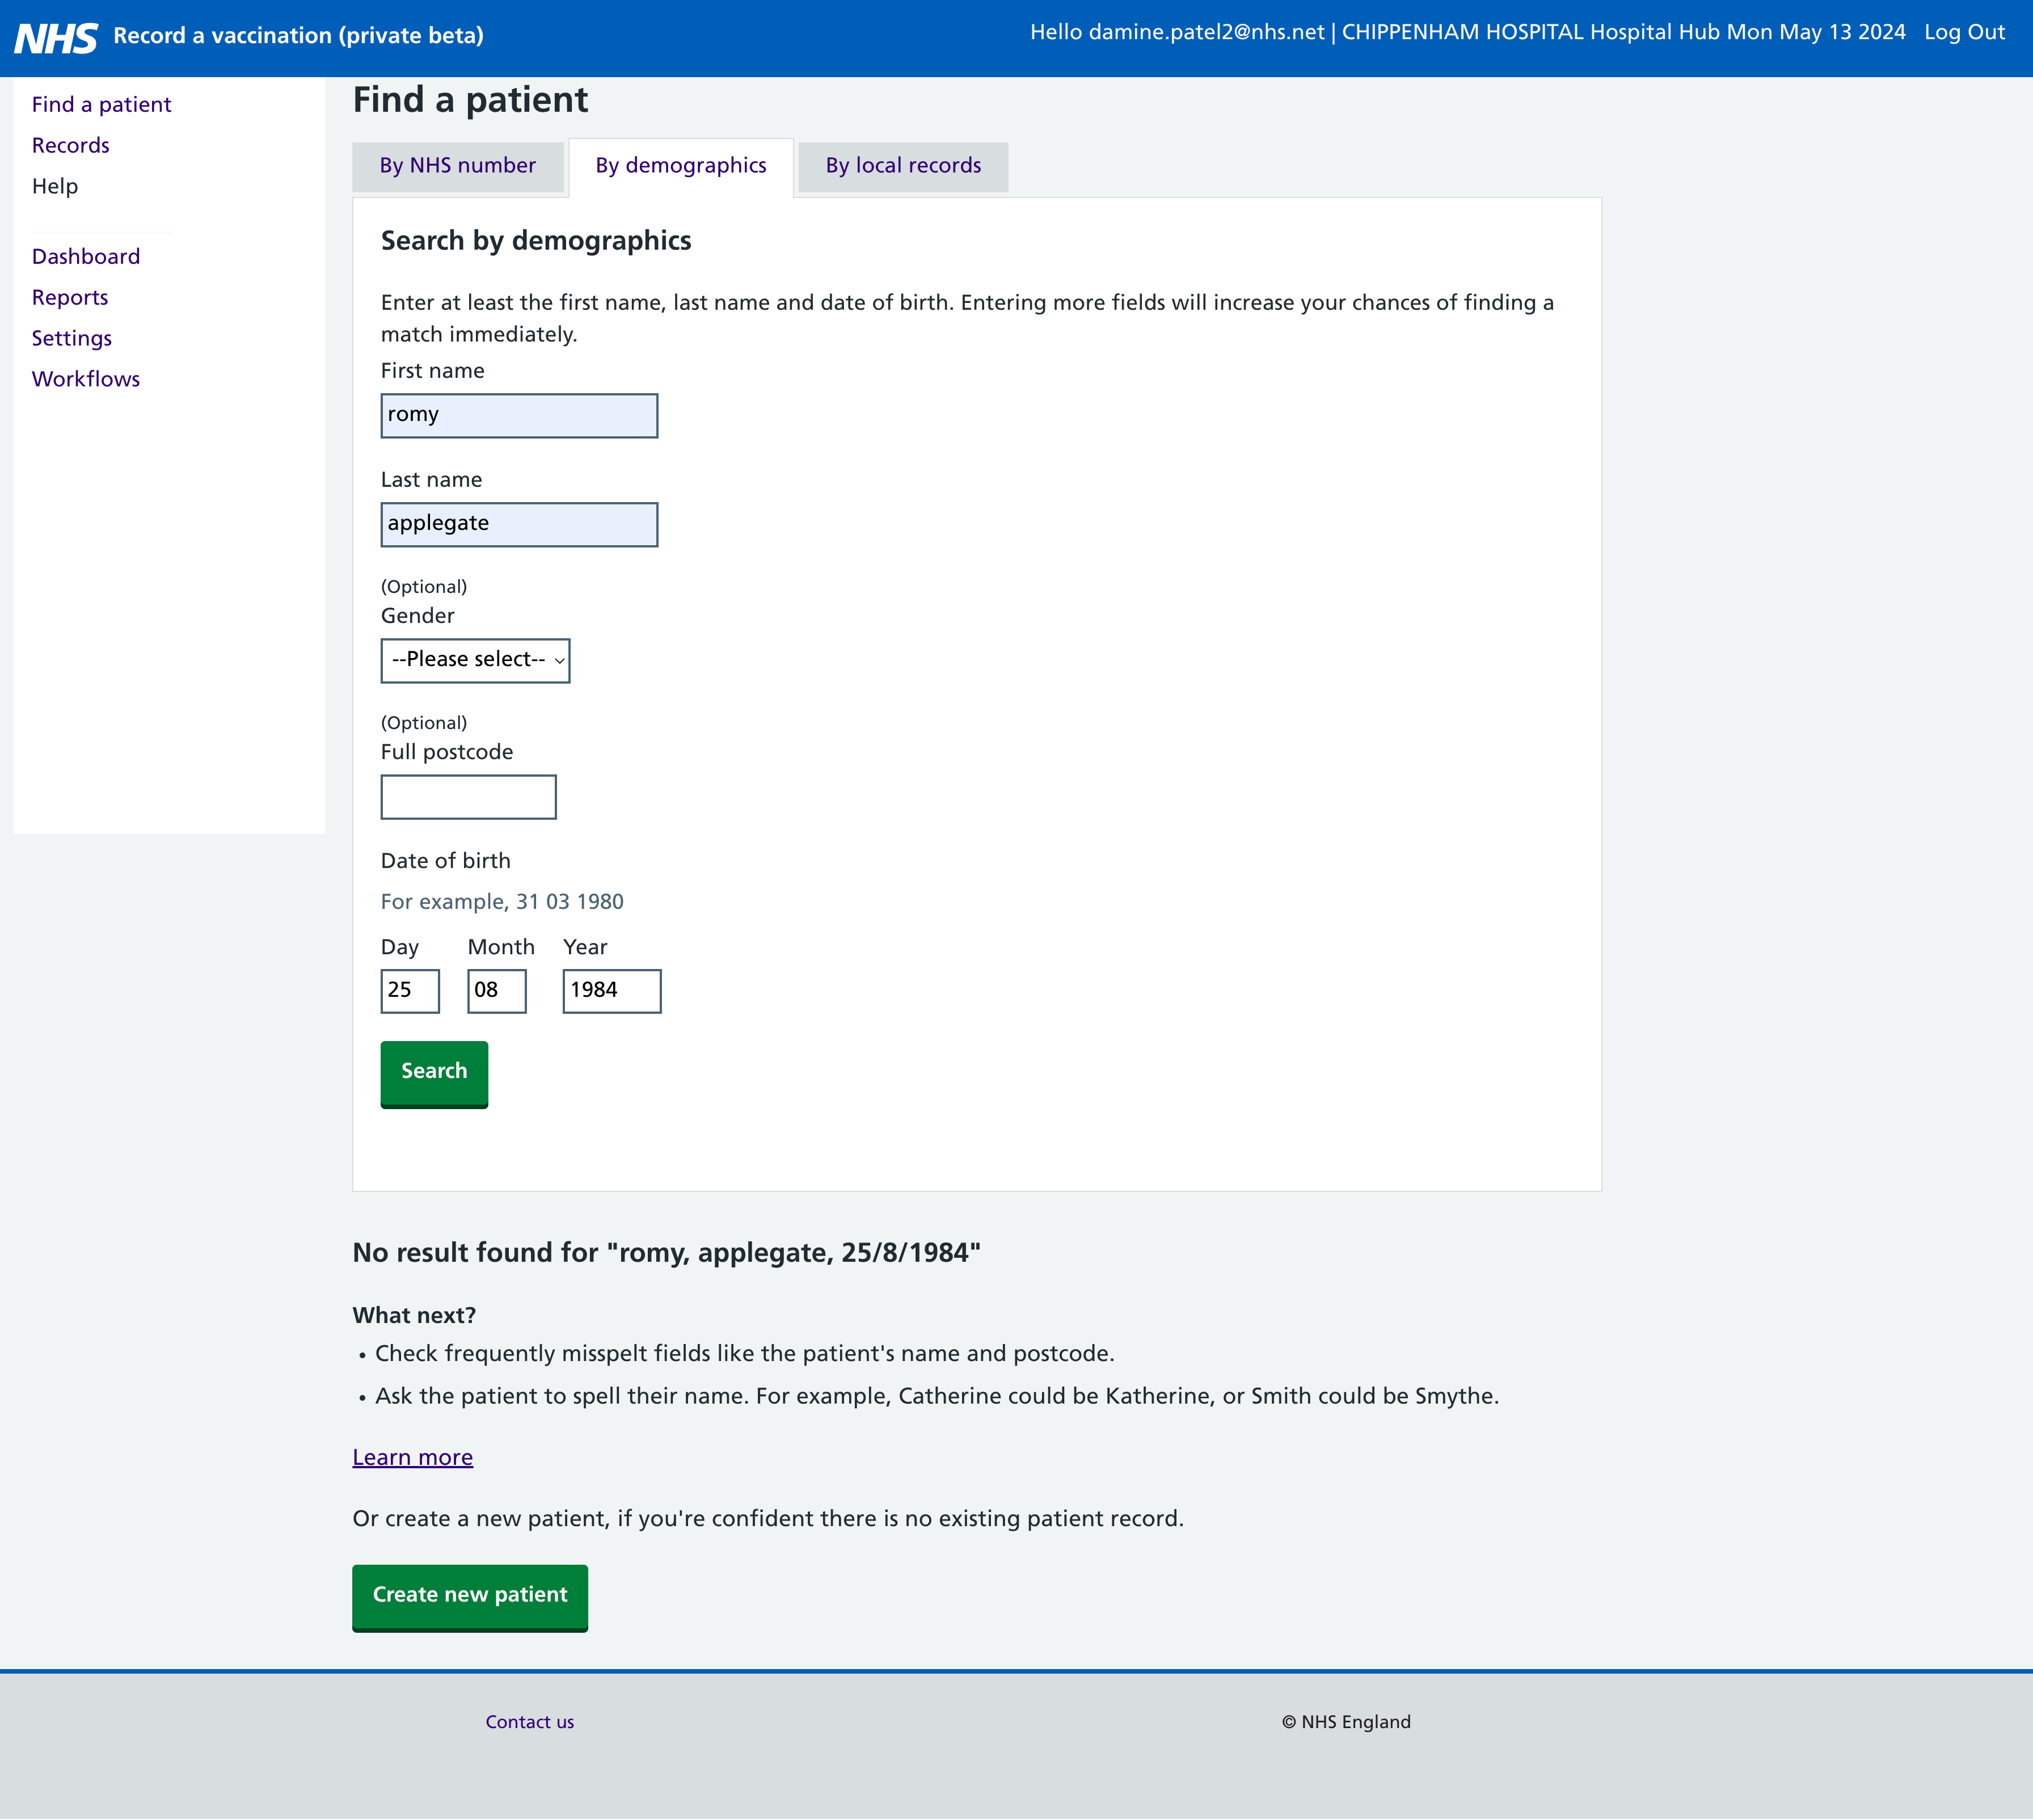 NHS Record a vaccination (private beta)
Hello damine.patel2@nhs.net | CHIPPENHAM HOSPITAL Hospital Hub Mon May 13 2024 Log Out
Find a patient
Records
Help
Dashboard
Reports
Settings
Workflows
Find a patient
By NHS number By demographics By local records
Search by demographics
Enter at least the first name, last name and date of birth. Entering more fields will increase your chances of finding a
match immediately.
First name
romy
Last name
applegate
(Optional)
Gender
--Please select--
(Optional)
Full postcode
Date of birth
For example, 31 03 1980
Day Month Year
25 08 1984
Search
No result found for "romy, applegate, 25/8/1984"
What next?
• Check frequently misspelt fields like the patient's name and postcode.
• Ask the patient to spell their name. For example, Catherine could be Katherine, or Smith could be Smythe.
Learn more
Or create a new patient, if you're confident there is no existing patient record.
Create new patient
Contact us
© NHS England